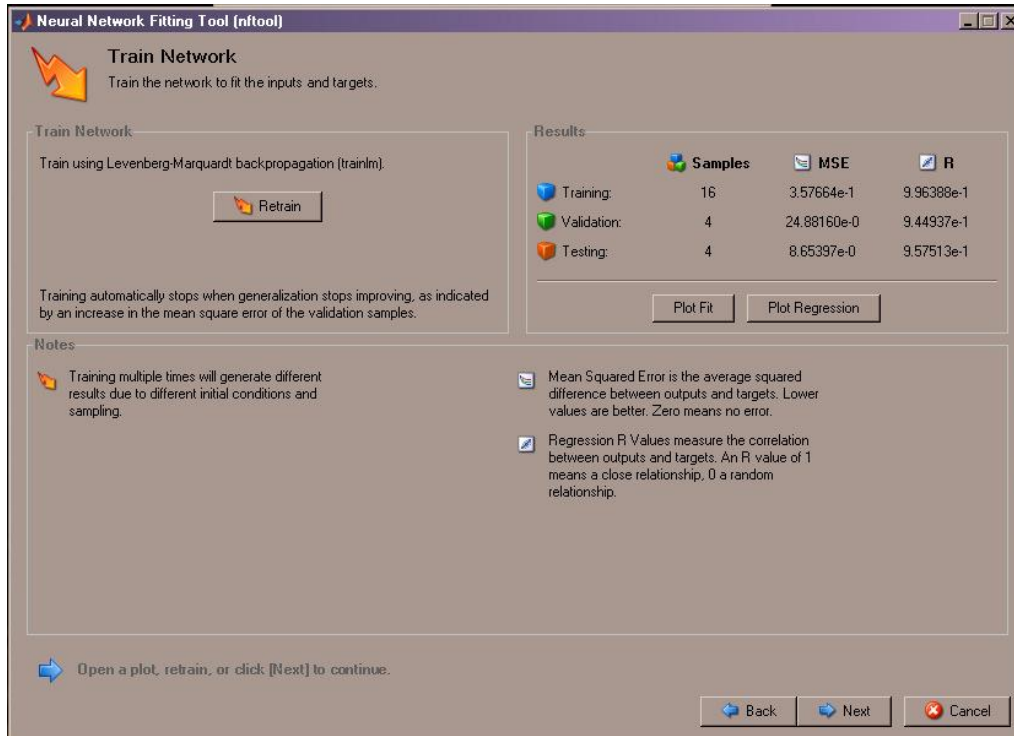 Neural Network Fitting Tool (nftool)
Train Network
Train the network to fit the inputs and targets.
Train Network
Train using Levenberg-Marquardt backpropagation (trainlm).
Retrain
Training automatically stops when generalization stops improving, as indicated
by an increase in the mean square error of the validation samples.
Results
Samples MSE R
Training: 16 3.57664e-1 9.96388e-1
Validation: 4 24.88160e-0 9.44937e-1
Testing: 4 8.65397e-0 9.57513e-1
Plot Fit Plot Regression
Notes
Training multiple times will generate different
results due to different initial conditions and
sampling.
Mean Squared Error is the average squared
difference between outputs and targets. Lower
values are better. Zero means no error.
Regression R Values measure the correlation
between outputs and targets. An R value of 1
means a close relationship, 0 a random
relationship.
Open a plot, retrain, or click [Next] to continue.
Back Next Cancel